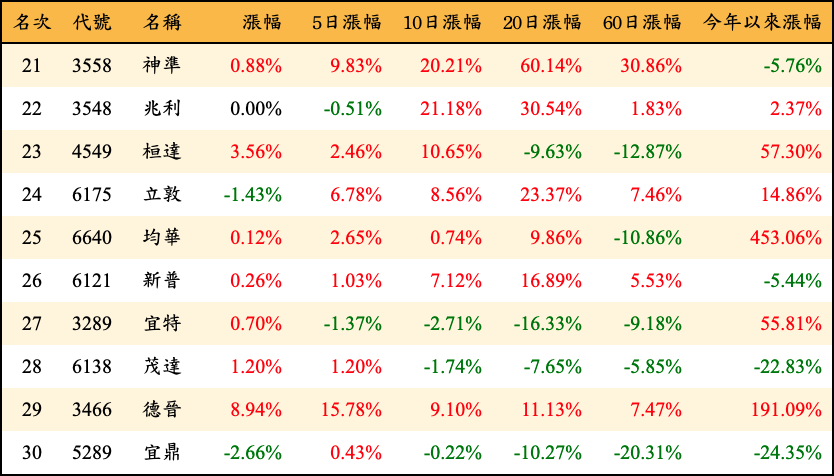 名次 代號 名稱 漲幅 5日漲幅 10日漲幅 20日漲幅 60日漲幅 今年以來漲幅
21 3558 神準 0.88% 9.83% 20.21% 60.14% 30.86% -5.76%
22 3548 兆利 0.00% -0.51% 21.18% 30.54% 1.83% 2.37%
23 4549 桓達 3.56% 2.46% 10.65% -9.63% -12.87% 57.30%
24 6175 立敦 -1.43% 6.78% 8.56% 23.37% 7.46% 14.86%
25 6640 均華 0.12% 2.65% 0.74% 9.86% -10.86% 453.06%
26 6121 新普 0.26% 1.03% 7.12% 16.89% 5.53% -5.44%
27 3289 宜特 0.70% -1.37% -2.71% -16.33% -9.18% 55.81%
28 6138 茂達 1.20% 1.20% -1.74% -7.65% -5.85% -22.83%
29 3466 德晉 8.94% 15.78% 9.10% 11.13% 7.47% 191.09%
30 5289 宜鼎 -2.66% 0.43% -0.22% -10.27% -20.31% -24.35%